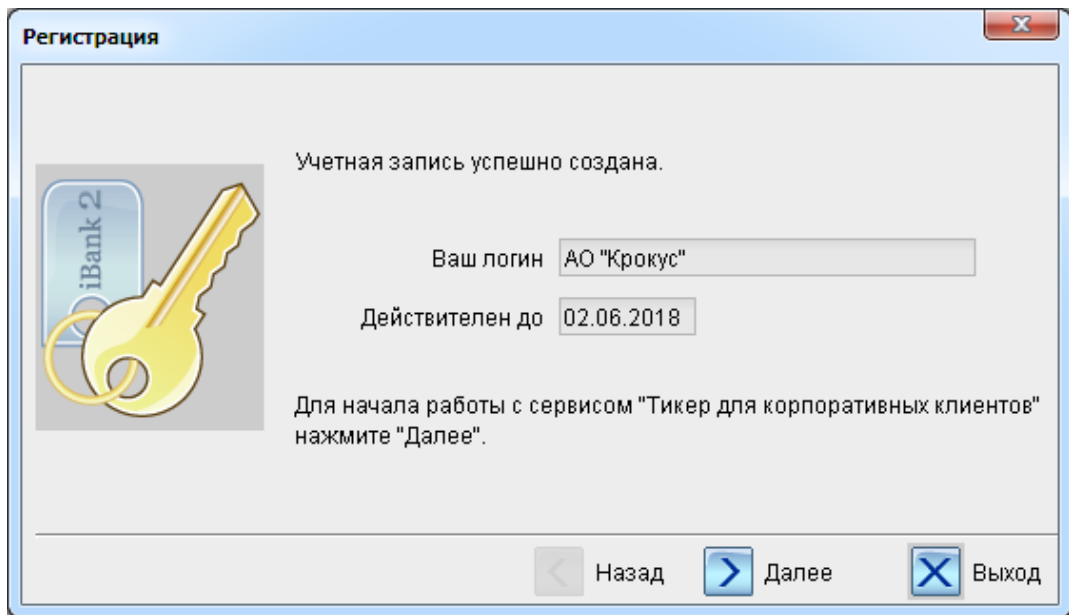 Регистрация
iBank 2
Учетная запись успешно создана.
Ваш логин АО "Крокус"
Действителен до 02.06.2018
Для начала работы с сервисом "Тикер для корпоративных клиентов"
нажмите "Далее".
Назад Далее Выход